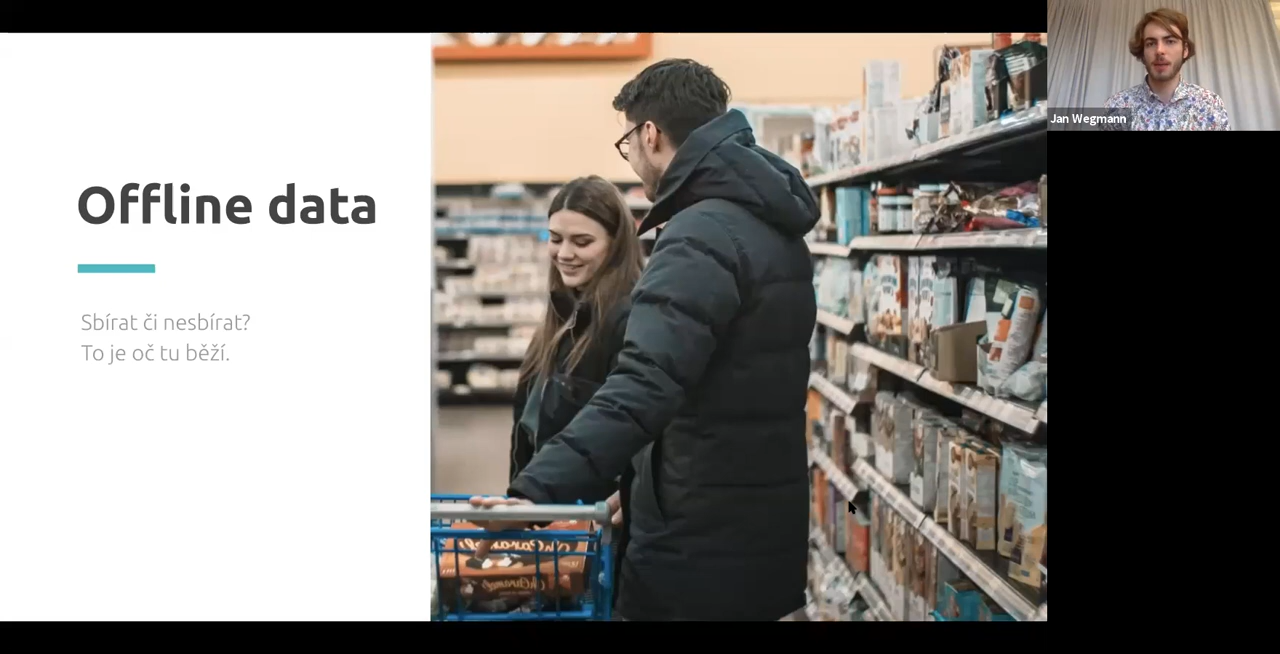 Offline data
Sbírat či nesbírat?
To je oč tu běží.
Jan Wegmann